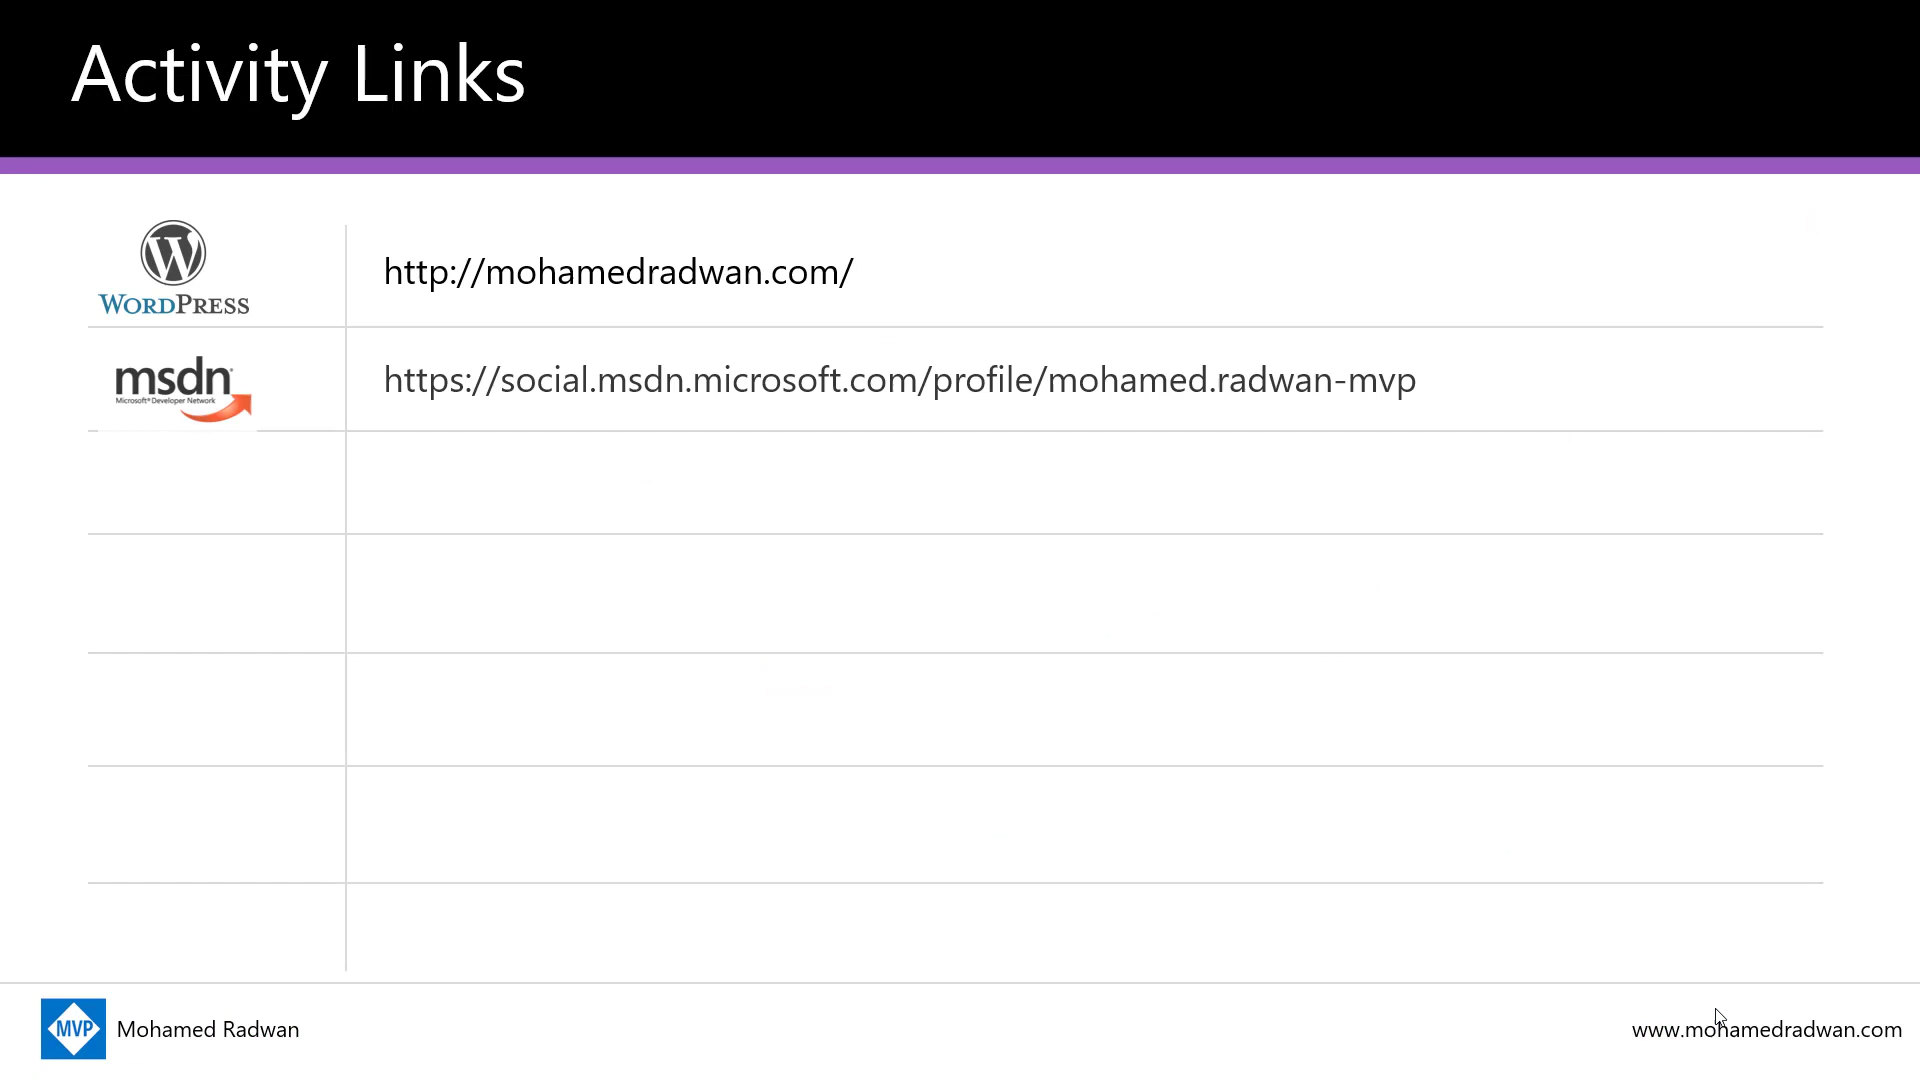 Activity Links
WORDPRESS
http://mohamedradwan.com/
msdn
Microsoft® Developer Network
https://social.msdn.microsoft.com/profile/mohamed.radwan-mvp
MVP
Mohamed Radwan
www.mohamedradwan.com